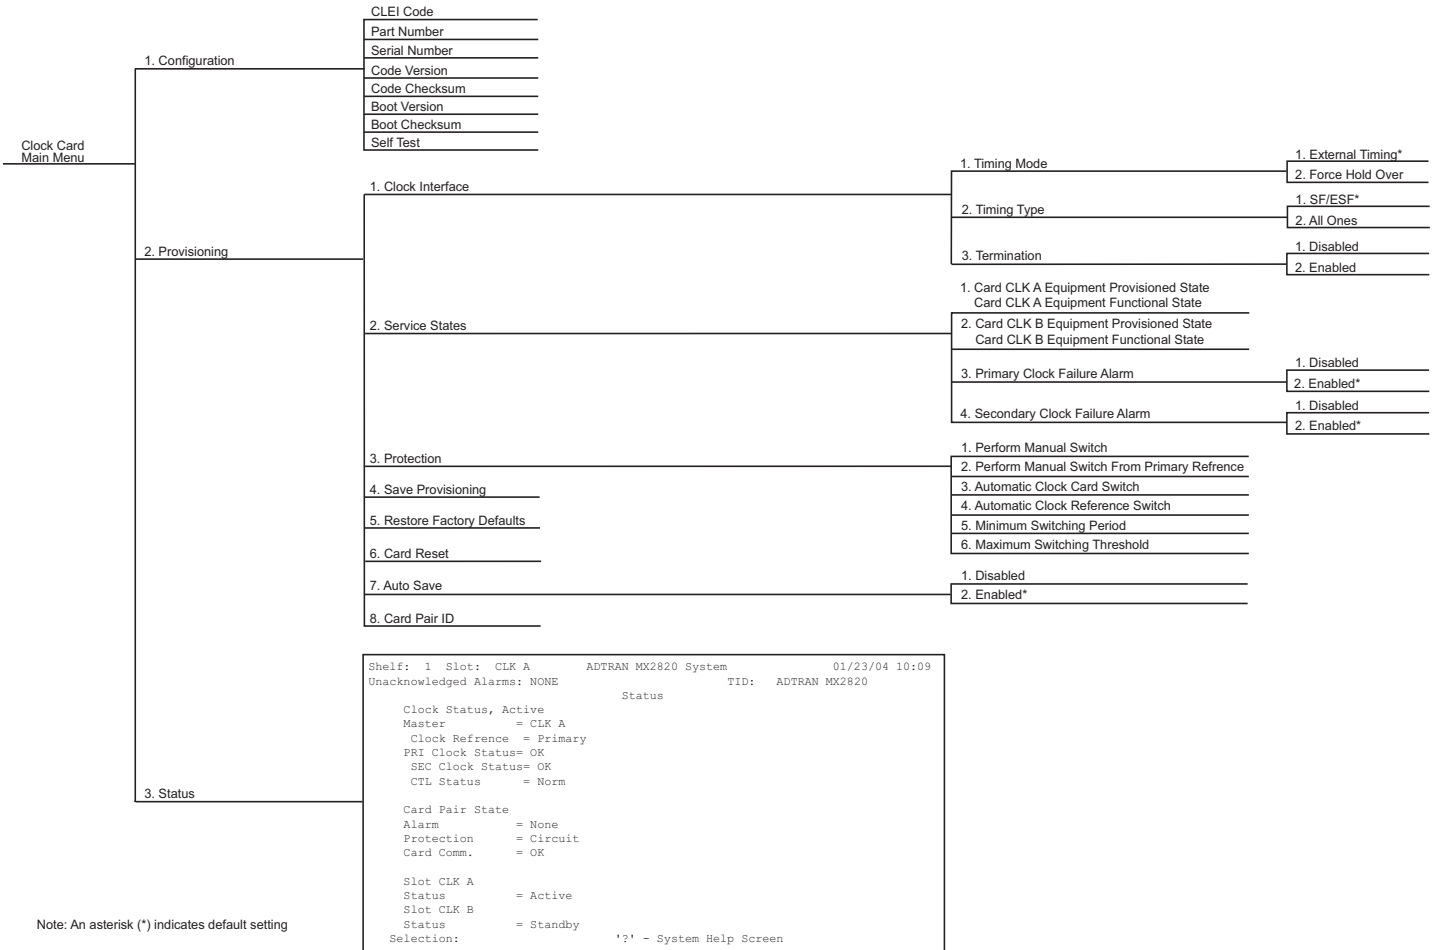 Clock Card
Main Menu
1. Configuration
CLEI Code
Part Number
Serial Number
Code Version
Code Checksum
Boot Version
Boot Checksum
Self Test
2. Provisioning
1. Clock Interface
1. Timing Mode
1. External Timing*
2. Force Hold Over
2. Timing Type
1. SF/ESF*
2. All Ones
3. Termination
1. Disabled
2. Enabled
2. Service States
1. Card CLK A Equipment Provisioned State
Card CLK A Equipment Functional State
2. Card CLK B Equipment Provisioned State
Card CLK B Equipment Functional State
3. Primary Clock Failure Alarm
1. Disabled
2. Enabled*
4. Secondary Clock Failure Alarm
1. Disabled
2. Enabled*
3. Protection
1. Perform Manual Switch
2. Perform Manual Switch From Primary Refrence
3. Automatic Clock Card Switch
4. Automatic Clock Reference Switch
5. Minimum Switching Period
6. Maximum Switching Threshold
4. Save Provisioning
5. Restore Factory Defaults
6. Card Reset
7. Auto Save
1. Disabled
2. Enabled*
8. Card Pair ID
3. Status
Shelf: 1 Slot: CLK A ADTRAN MX2820 System 01/23/04 10:09
Unacknowledged Alarms: NONE TID: ADTRAN MX2820
Status
Clock Status, Active
Master = CLK A
Clock Refrence = Primary
PRI Clock Status= OK
SEC Clock Status= OK
CTL Status = Norm
Card Pair State
Alarm = None
Protection = Circuit
Card Comm. = OK
Slot CLK A
Status = Active
Slot CLK B
Status = Standby
Selection: '?' - System Help Screen
Note: An asterisk (*) indicates default setting